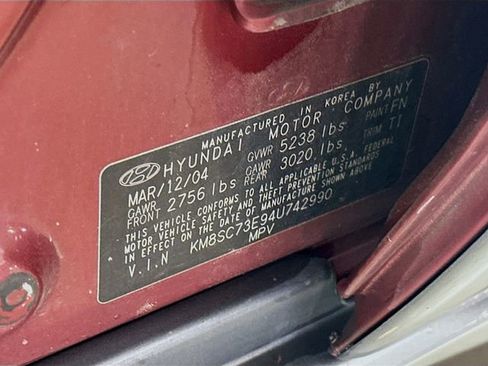 MANUFACTURED IN KOREA BY
HYUNDAI MOTOR COMPANY
MAR/12/04 GVWR 5238 lbs PAINT FN
GAWR FRONT 2756 lbs GAWR REAR 3020 lbs TRIM TI
THIS VEHICLE CONFORMS TO ALL APPLICABLE U.S.A. FEDERAL
MOTOR VEHICLE SAFETY AND THEFT PREVENTION STANDARDS
IN EFFECT ON THE DATE OF MANUFACTURE SHOWN ABOVE.
V.I.N KM8SC73E94U742990
MPV